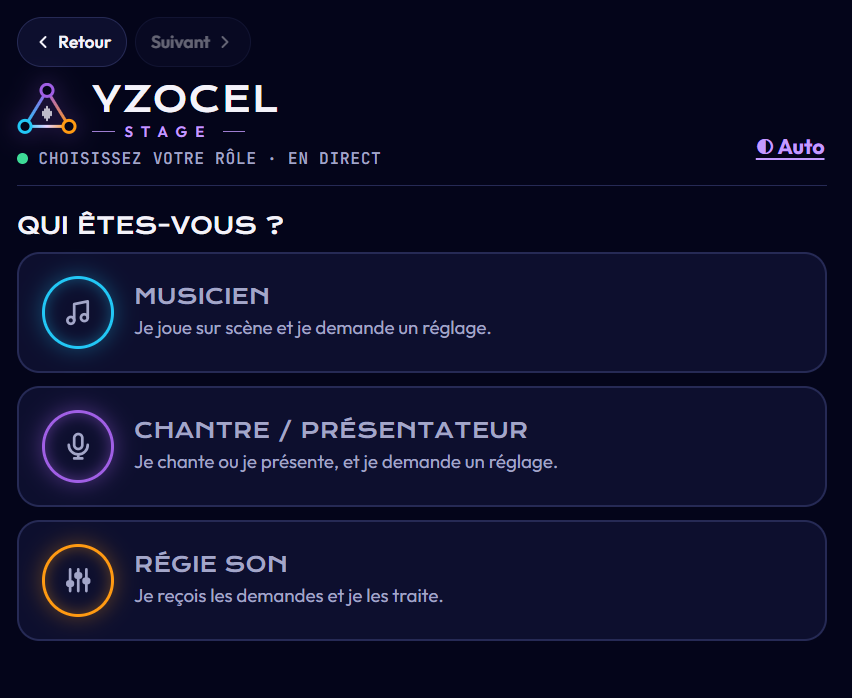 Retour
Suivant
YZOCEL
STAGE
CHOISISSEZ VOTRE RÔLE · EN DIRECT
Auto
QUI ÊTES-VOUS ?
MUSICIEN
Je joue sur scène et je demande un réglage.
CHANTRE / PRÉSENTATEUR
Je chante ou je présente, et je demande un réglage.
RÉGIE SON
Je reçois les demandes et je les traite.